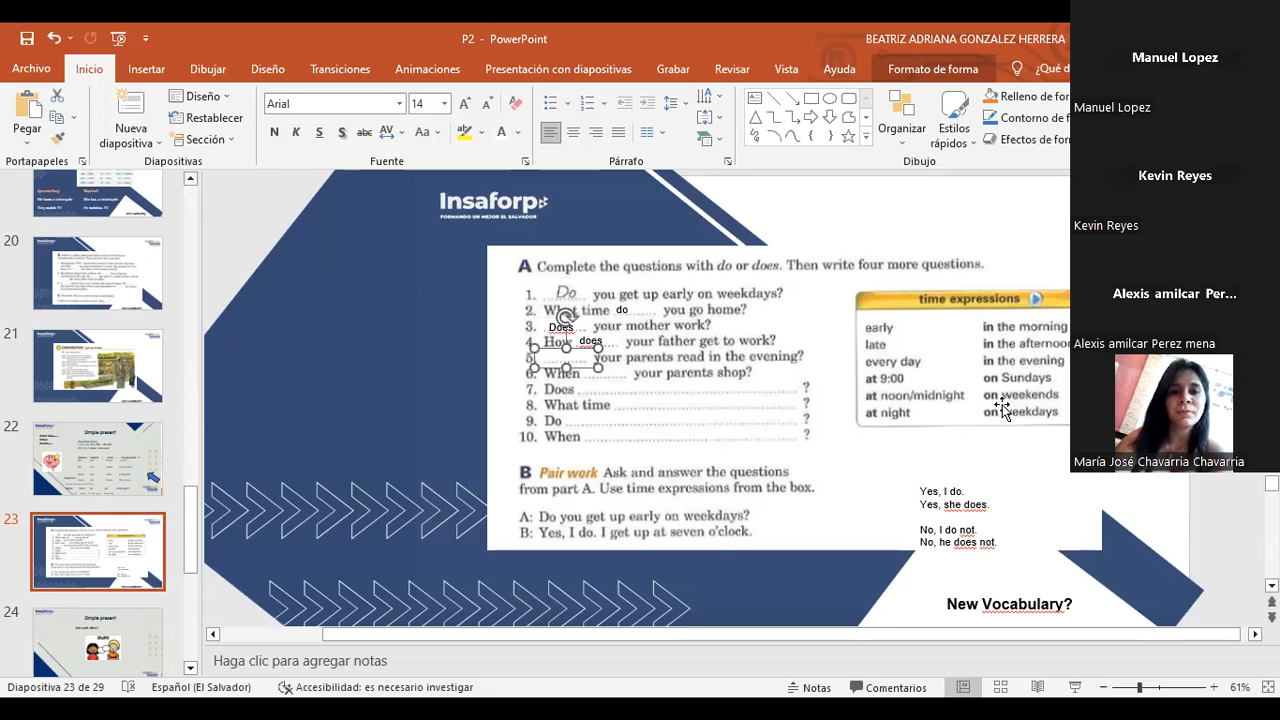 P2 - PowerPoint
BEATRIZ ADRIANA GONZALEZ HERRERA
Archivo
Inicio
Insertar
Dibujar
Diseño
Transiciones
Animaciones
Presentación con diapositivas
Grabar
Revisar
Vista
Ayuda
Formato de forma
¿Qué d
Pegar
Portapapeles
Nueva diapositiva
Diseño
Restablecer
Sección
Diapositivas
Arial
14
Fuente
Párrafo
Organizar
Estilos rápidos
Relleno de for
Contorno de f
Efectos de for
Dibujo
20
21
22
23
24
Insaforp
FORMANDO UN MEJOR EL SALVADOR
A Complete the questions with do or does. Then write four more questions.
1. Do you get up early on weekdays?
2. What time do you go home?
3. Does your mother work?
4. How does your father get to work?
your parents read in the evening?
6. When your parents shop?
7. Does ?
8. What time ?
9. Do ?
10. When ?
time expressions
early in the morning
late in the afternoo
every day in the evening
at 9:00 on Sundays
at noon/midnight on weekends
at night on weekdays
B Pair work Ask and answer the questions
from part A. Use time expressions from the box.
A: Do you get up early on weekdays?
B: Yes, I do. I get up at seven o'clock.
Yes, I do.
Yes, she does.
No, I do not.
No, he does not.
New Vocabulary?
Haga clic para agregar notas
Diapositiva 23 de 29
Español (El Salvador)
Accesibilidad: es necesario investigar
Notas
Comentarios
61%
Manuel Lopez
Manuel Lopez
Kevin Reyes
Kevin Reyes
Alexis amilcar Per...
Alexis amilcar Perez mena
María José Chavarria Chavarria